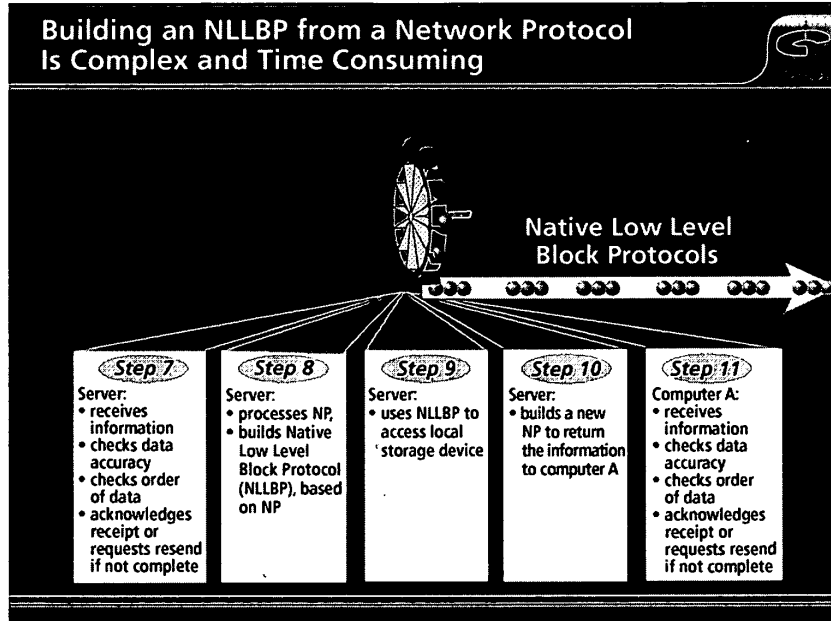 Building an NLLBP from a Network Protocol
Is Complex and Time Consuming
Native Low Level
Block Protocols
Step 7
Server:
• receives
information
• checks data
accuracy
• checks order
of data
• acknowledges
receipt or
requests resend
if not complete
Step 8
Server:
• processes NP,
• builds Native
Low Level
Block Protocol
(NLLBP), based
on NP
Step 9
Server:
• uses NLLBP to
access local
storage device
Step 10
Server:
• builds a new
NP to return
the information
to computer A
Step 11
Computer A:
• receives
information
• checks data
accuracy
• checks order
of data
• acknowledges
receipt or
requests resend
if not complete